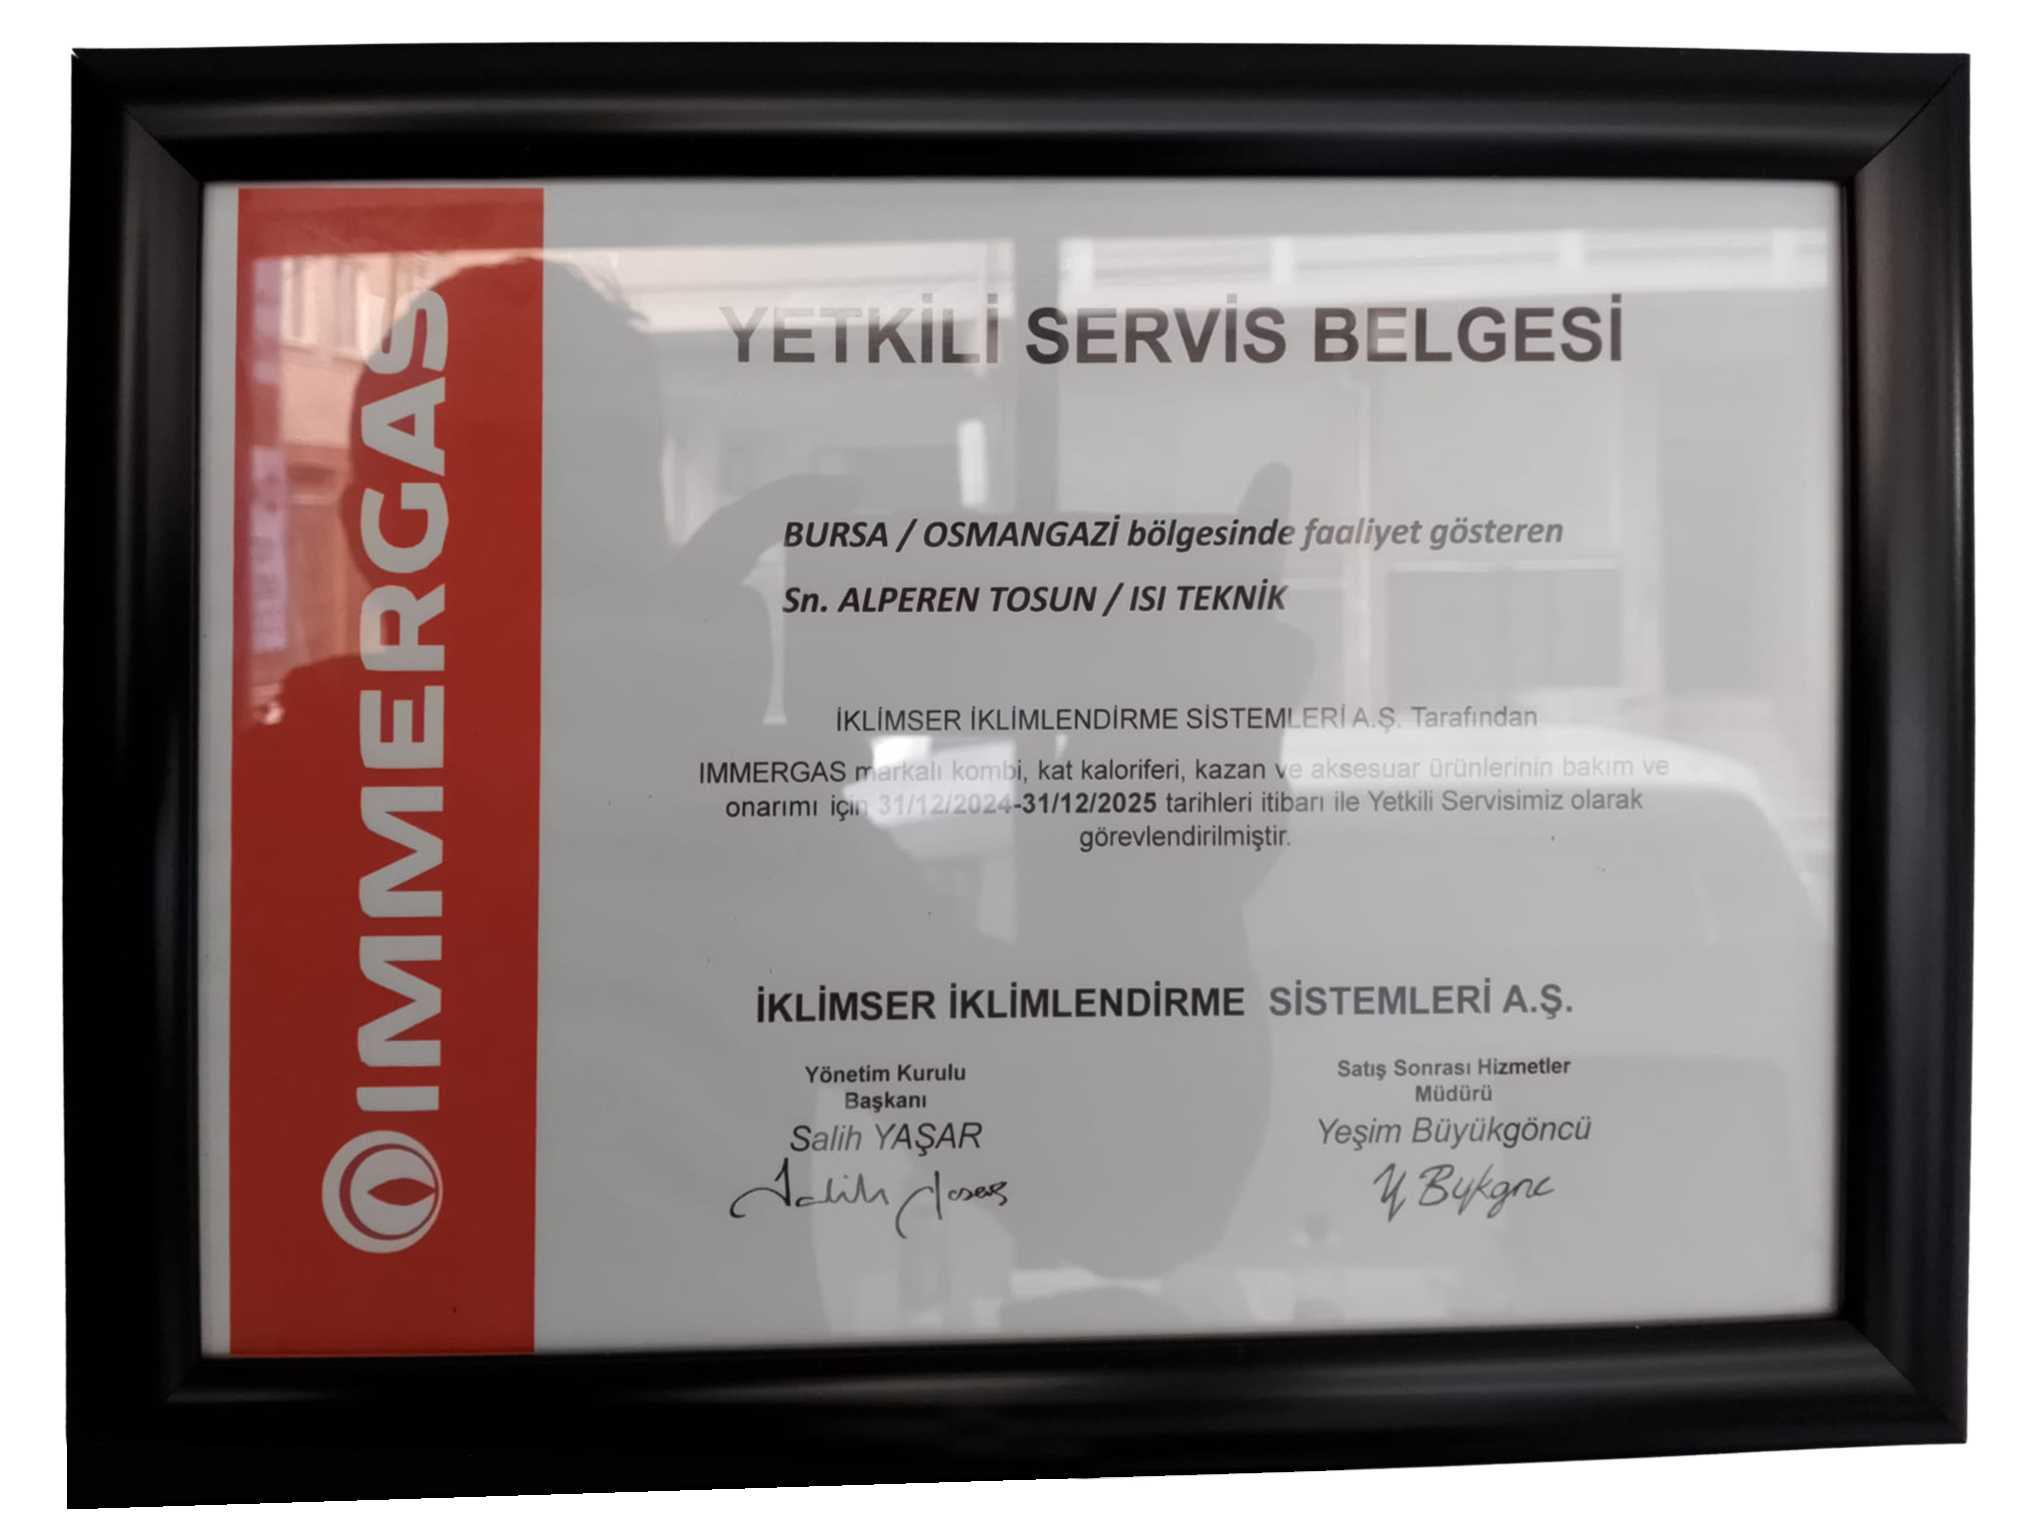 IMMERGAS
YETKİLİ SERVİS BELGESİ
BURSA / OSMANGAZİ bölgesinde faaliyet gösteren
Sn. ALPEREN TOSUN / ISI TEKNİK
İKLİMSER İKLİMLENDİRME SİSTEMLERİ A.Ş. Tarafından
IMMERGAS markalı kombi, kat kaloriferi, kazan ve aksesuar ürünlerinin bakım ve
onarımı için 31/12/2024-31/12/2025 tarihleri itibarı ile Yetkili Servisimiz olarak
görevlendirilmiştir.
İKLİMSER İKLİMLENDİRME SİSTEMLERİ A.Ş.
Yönetim Kurulu
Başkanı
Salih YAŞAR
Satış Sonrası Hizmetler
Müdürü
Yeşim Büyükgöncü